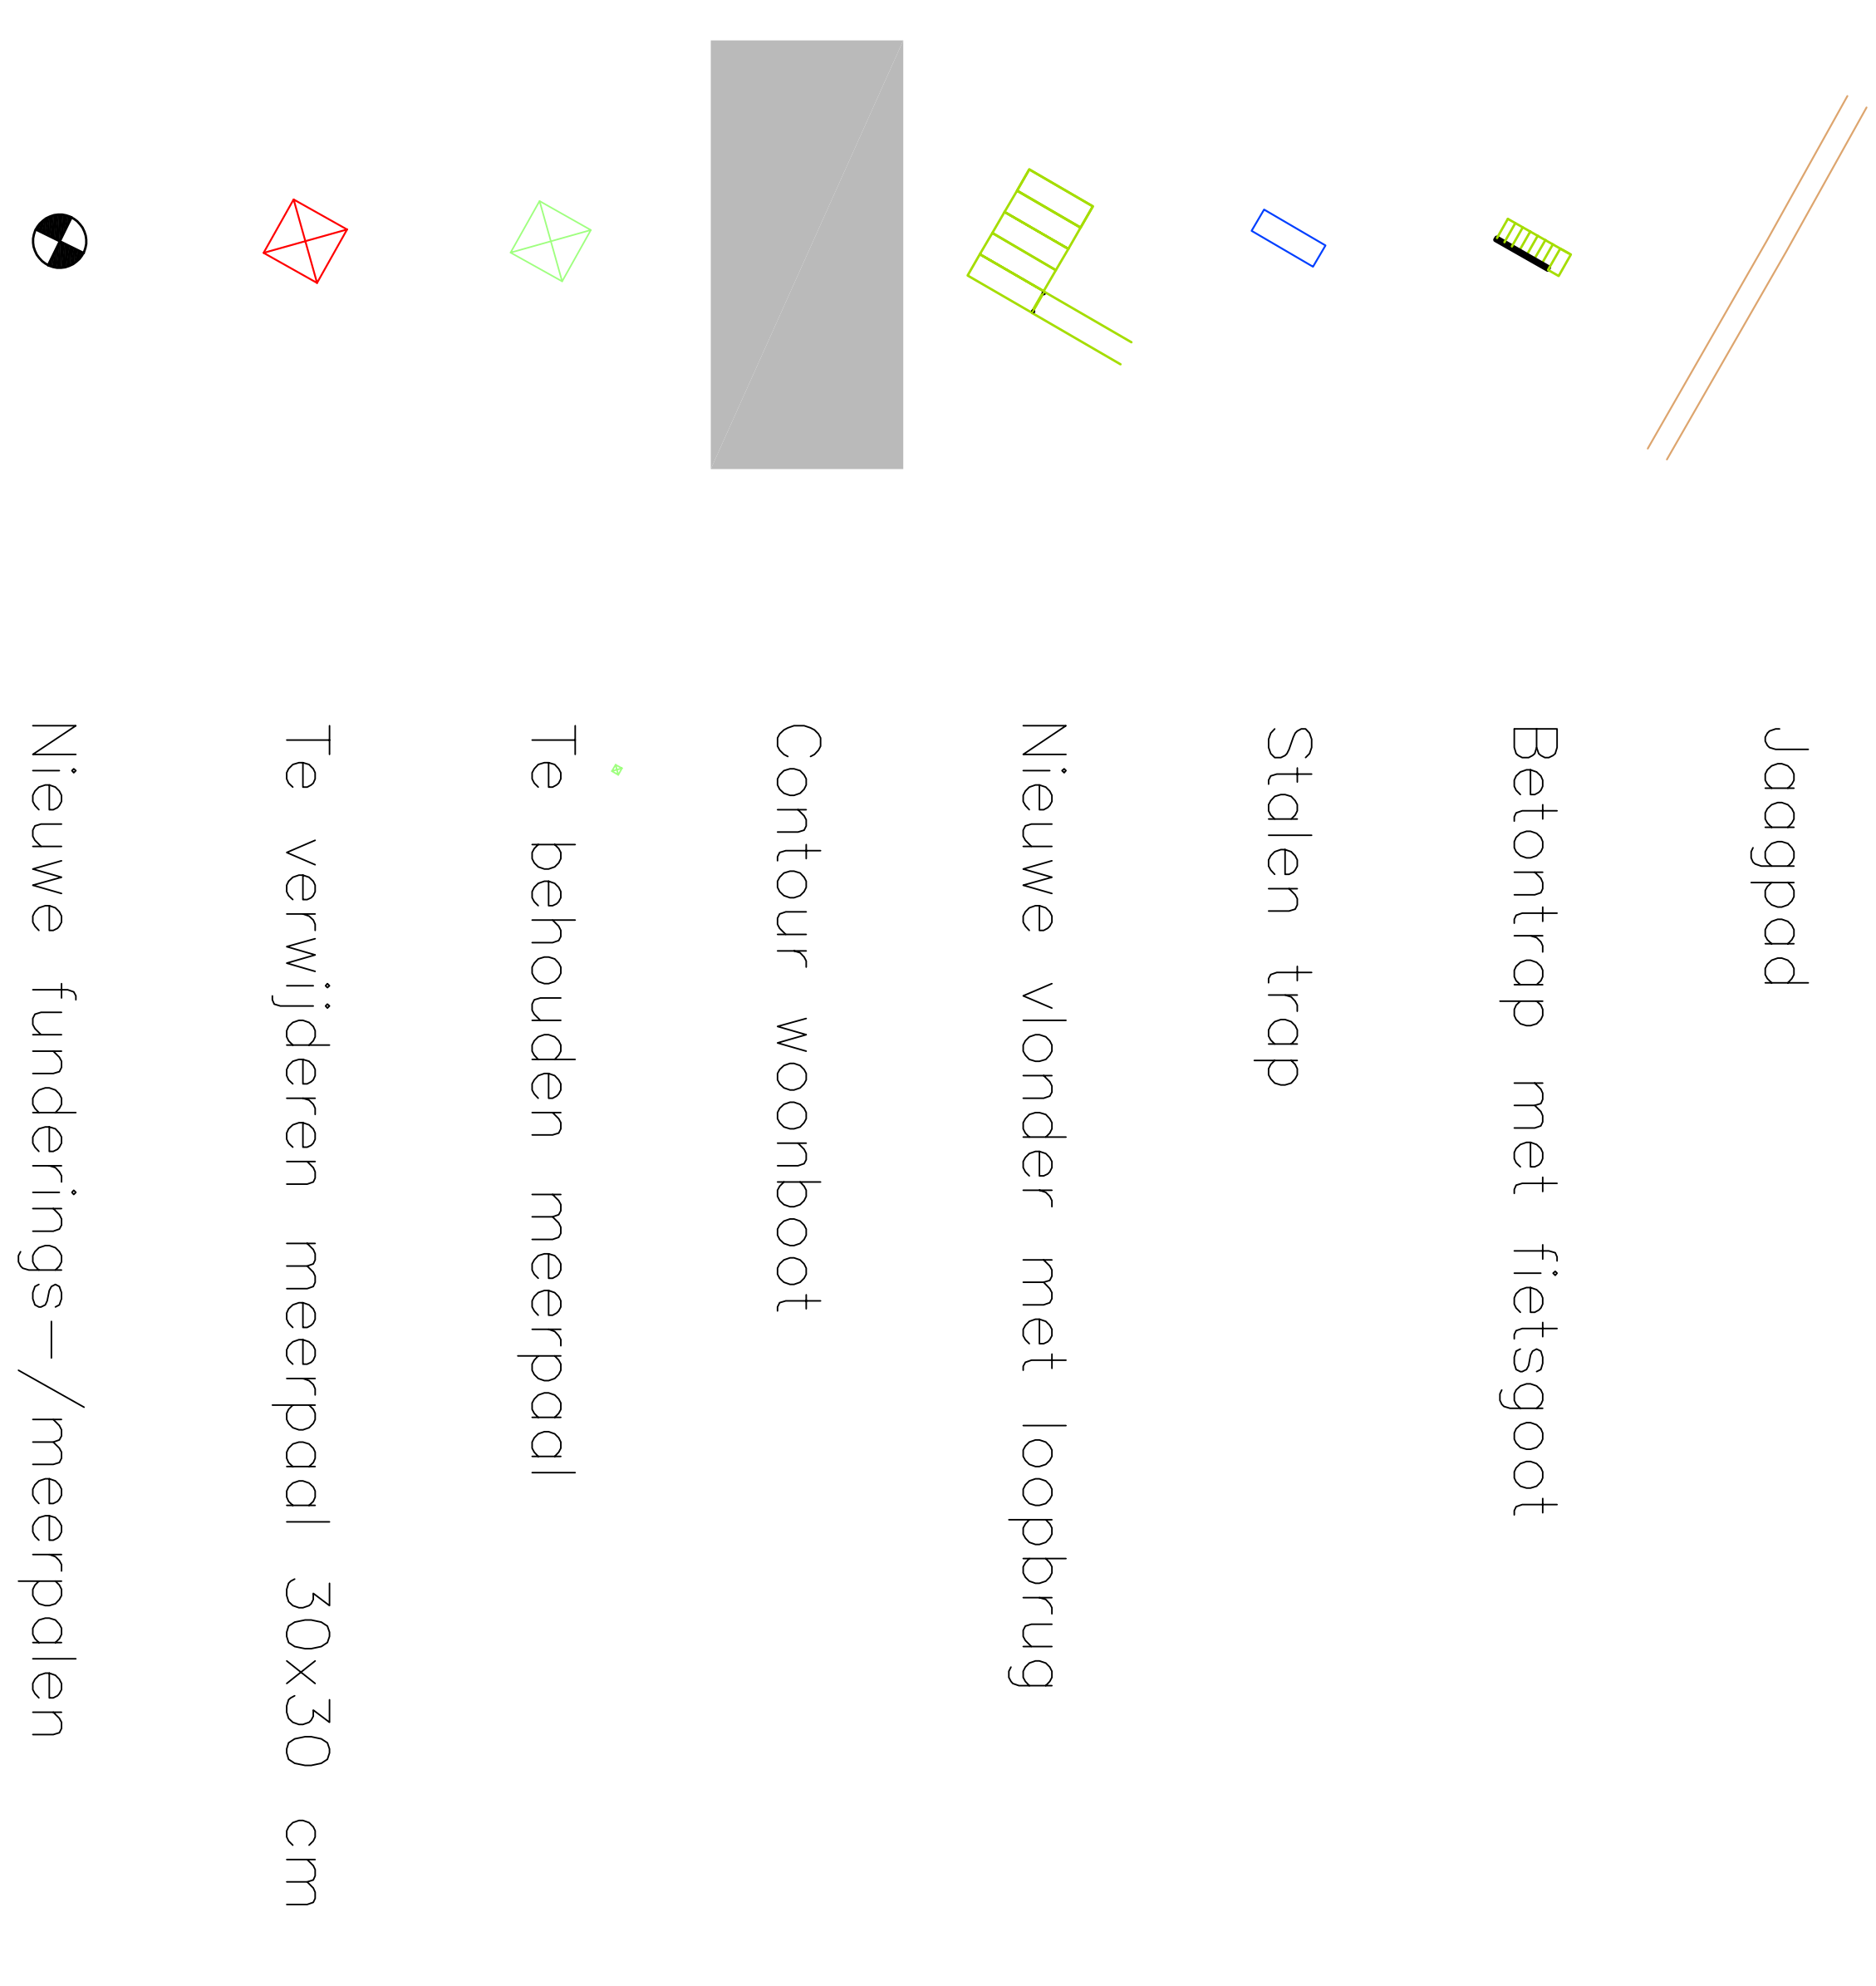 Jaagpad
Betontrap met fietsgoot
Stalen trap
Nieuwe vlonder met loopbrug
Contour woonboot
Te behouden meerpaal
Te verwijderen meerpaal 30x30 cm
Nieuwe funderings-/meerpalen